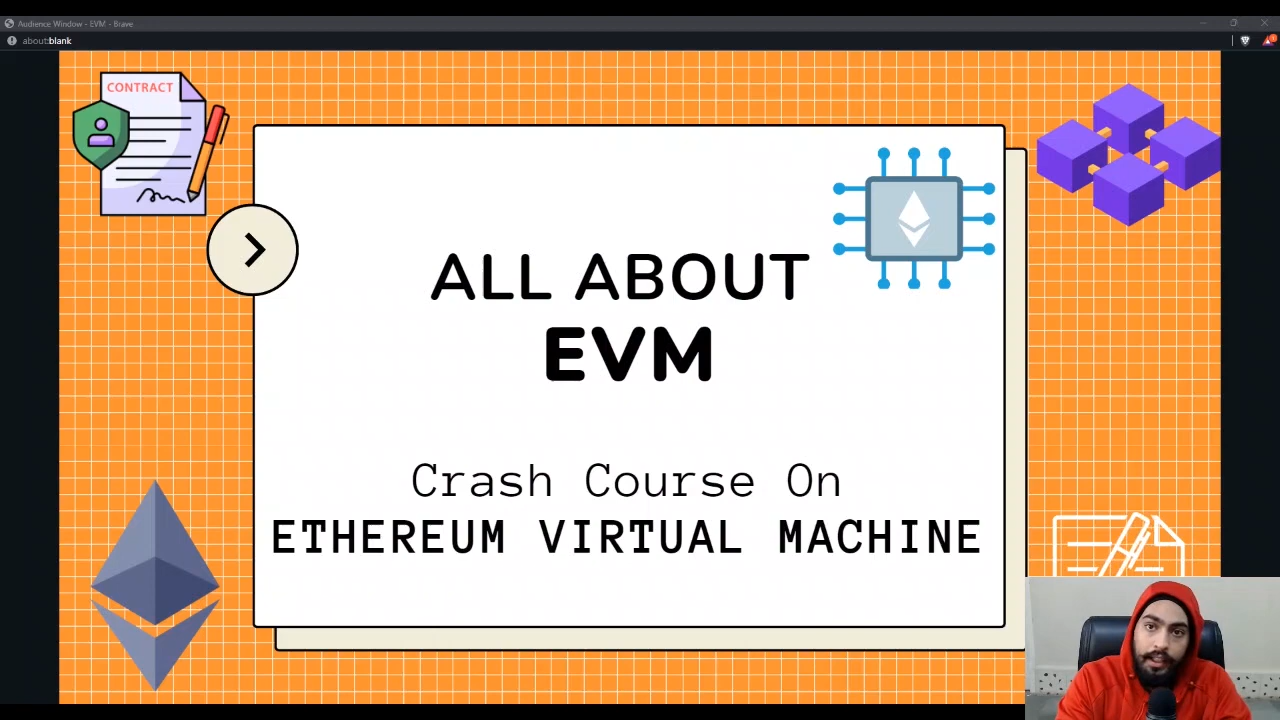 Audience Window - EVM - Brave
about:blank
CONTRACT
ALL ABOUT
EVM
Crash Course On
ETHEREUM VIRTUAL MACHINE